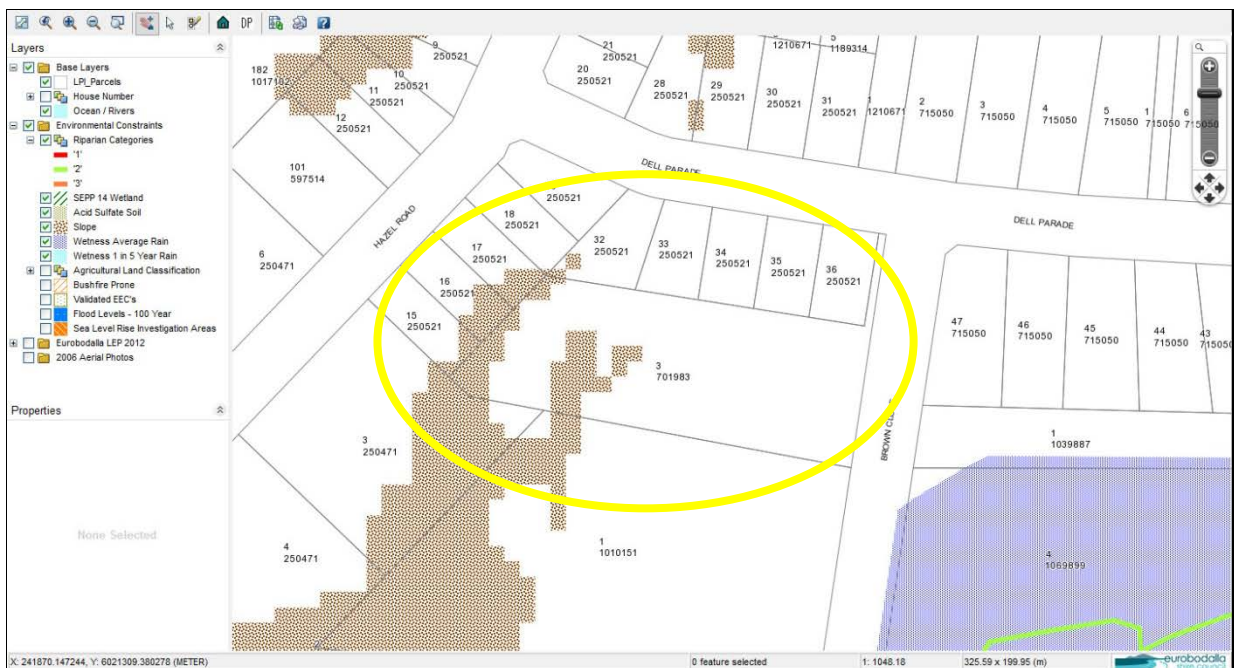 DP
Layers
Base Layers
LPI_Parcels
House Number
Ocean / Rivers
Environmental Constraints
Riparian Categories
'1'
'2'
'3'
SEPP 14 Wetland
Acid Sulfate Soil
Slope
Wetness Average Rain
Wetness 1 in 5 Year Rain
Agricultural Land Classification
Bushfire Prone
Validated EEC's
Flood Levels - 100 Year
Sea Level Rise Investigation Areas
Eurobodalla LEP 2012
2006 Aerial Photos
Properties
None Selected
9
250521
10
250521
11
250521
12
250521
182
101
597514
6
250471
HAZEL ROAD
DELL PARADE
21
250521
20
250521
28
250521
29
250521
30
250521
31
250521
1210671
5
1189314
1
1210671
2
715050
3
715050
4
715050
5
715050
1
715050
6
DELL PARADE
250521
18
250521
17
250521
16
250521
15
250521
32
250521
33
250521
34
250521
35
250521
36
250521
3
701983
47
715050
46
715050
45
715050
44
715050
43
BROWN CLOSE
1
1039887
3
250471
4
250471
1
1010151
4
1069899
X: 241870.147244, Y: 6021309.380278 (METER)
0 feature selected
1: 1048.18
325.59 x 199.95 (m)
eurobodalla
shire council